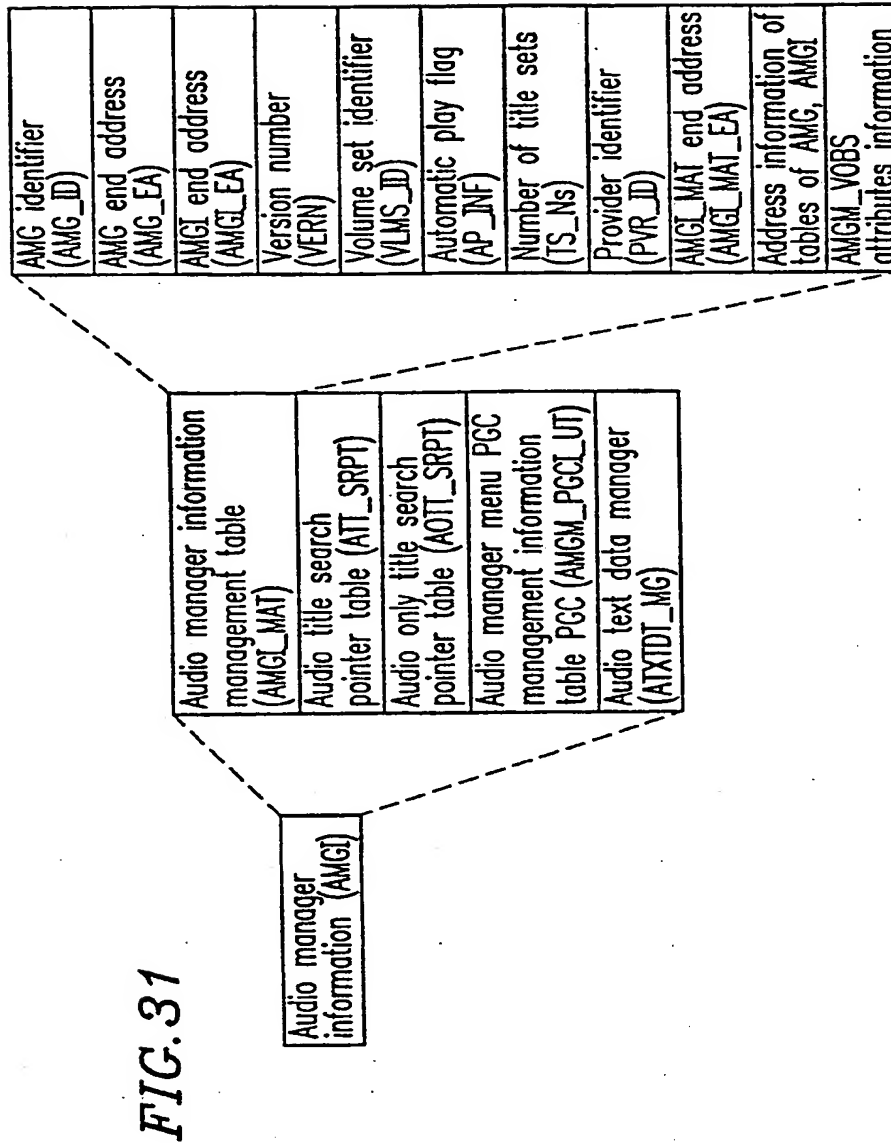 FIG.31
Audio manager
information (AMGI)
Audio manager information
management table
(AMGI_MAT)
Audio title search
pointer table (ATT_SRPT)
Audio only title search
pointer table (AOTT_SRPT)
Audio manager menu PGC
management information
table PGC (AMGM_PGCI_UT)
Audio text data manager
(ATXTDT_MG)
AMG identifier
(AMG_ID)
AMG end address
(AMG_EA)
AMGI end address
(AMGI_EA)
Version number
(VERN)
Volume set identifier
(VLMS_ID)
Automatic play flag
(AP_INF)
Number of title sets
(TS_Ns)
Provider identifier
(PVR_ID)
AMGI_MAT end address
(AMGI_MAT_EA)
Address information of
tables of AMG, AMGI
AMGM_VOBS
attributes information